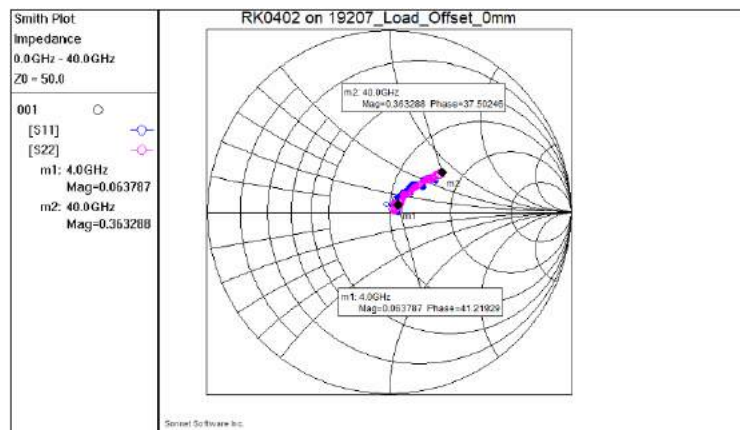 Smith Plot
Impedance
0.0GHz - 40.0GHz
Z0 = 50.0
001
[S11]
[S22]
m1: 4.0GHz
Mag=0.063787
m2: 40.0GHz
Mag=0.363288
RK0402 on 19207_Load_Offset_0mm
m2: 40.0GHz
Mag=0.363288 Phase=37.50246
m2
m1
m1: 4.0GHz
Mag=0.063787 Phase=41.21929
Sonnet Software Inc.